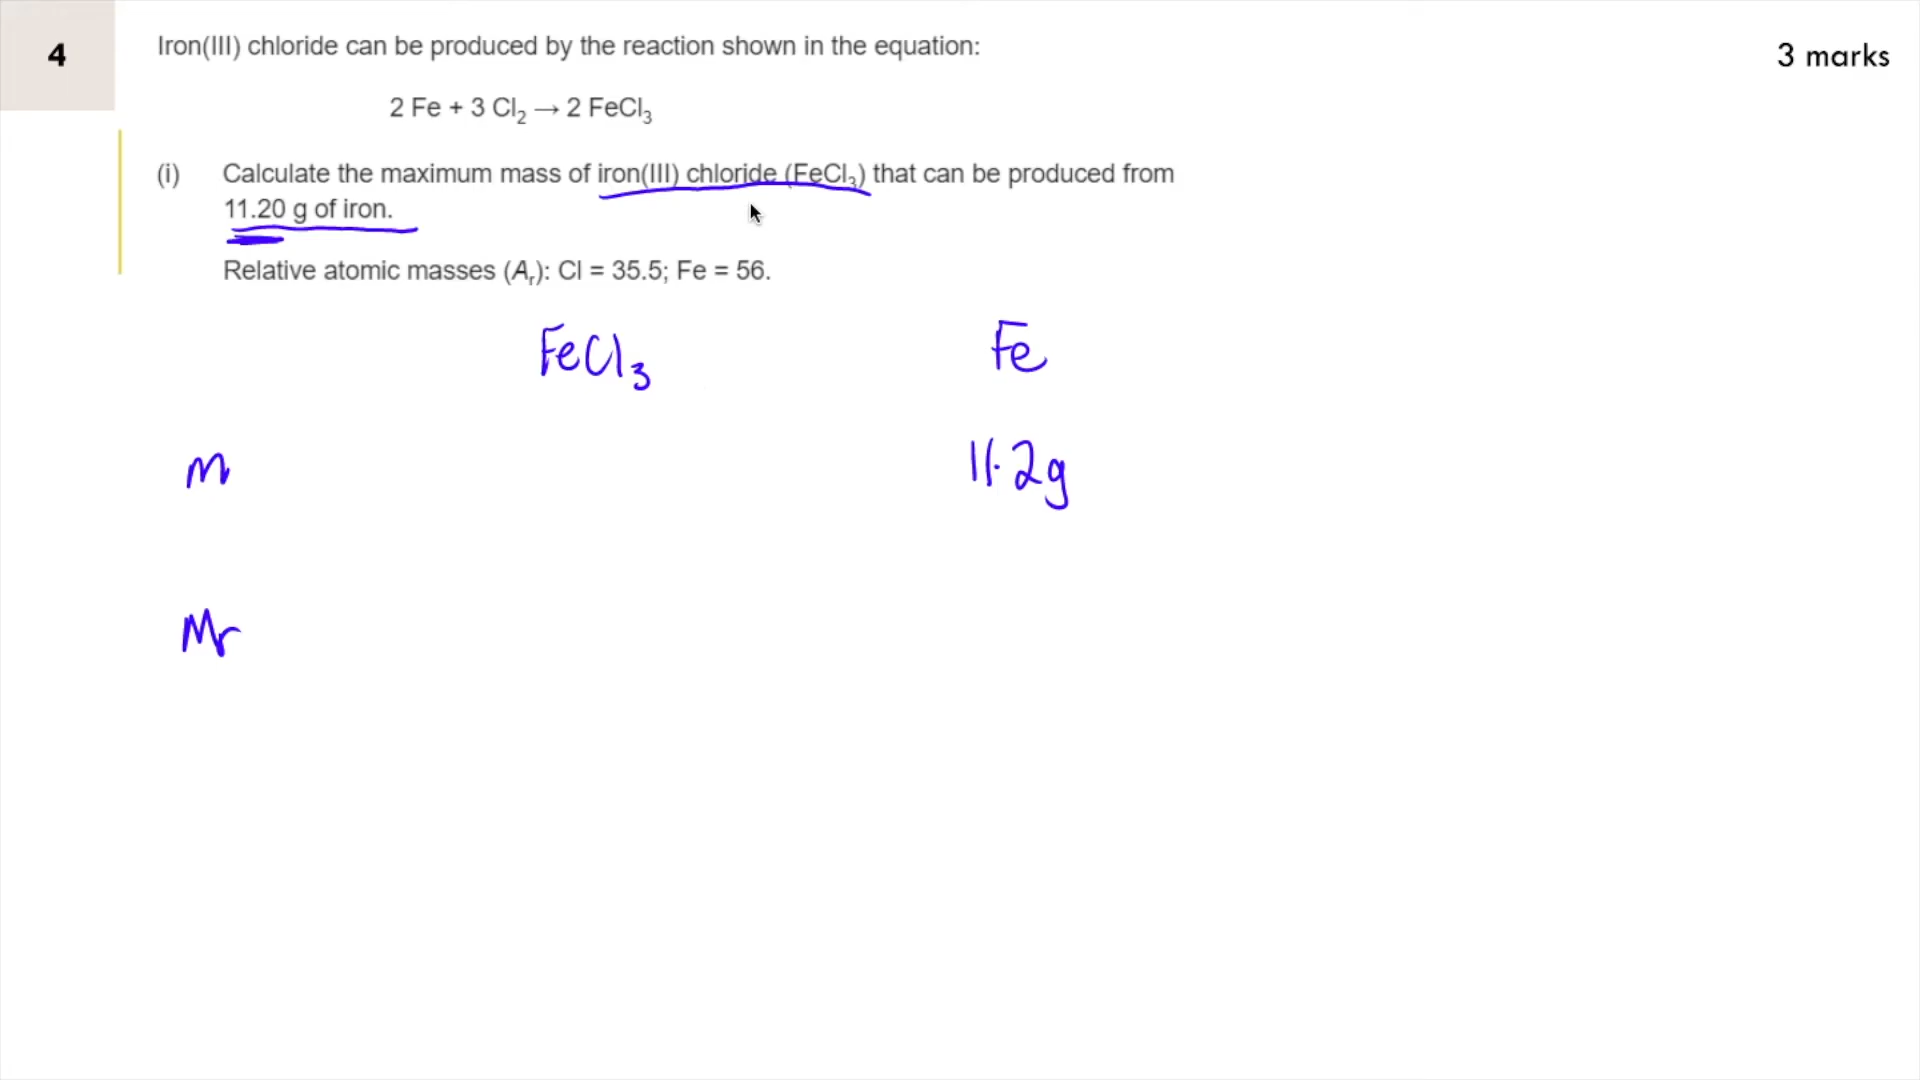 4
3 marks
Iron(III) chloride can be produced by the reaction shown in the equation:
2 Fe + 3 Cl₂ → 2 FeCl₃
(i) Calculate the maximum mass of iron(III) chloride (FeCl₃) that can be produced from
11.20 g of iron.
Relative atomic masses (Aᵣ): Cl = 35.5; Fe = 56.
FeCl₃ Fe
m 11.2g
Mr